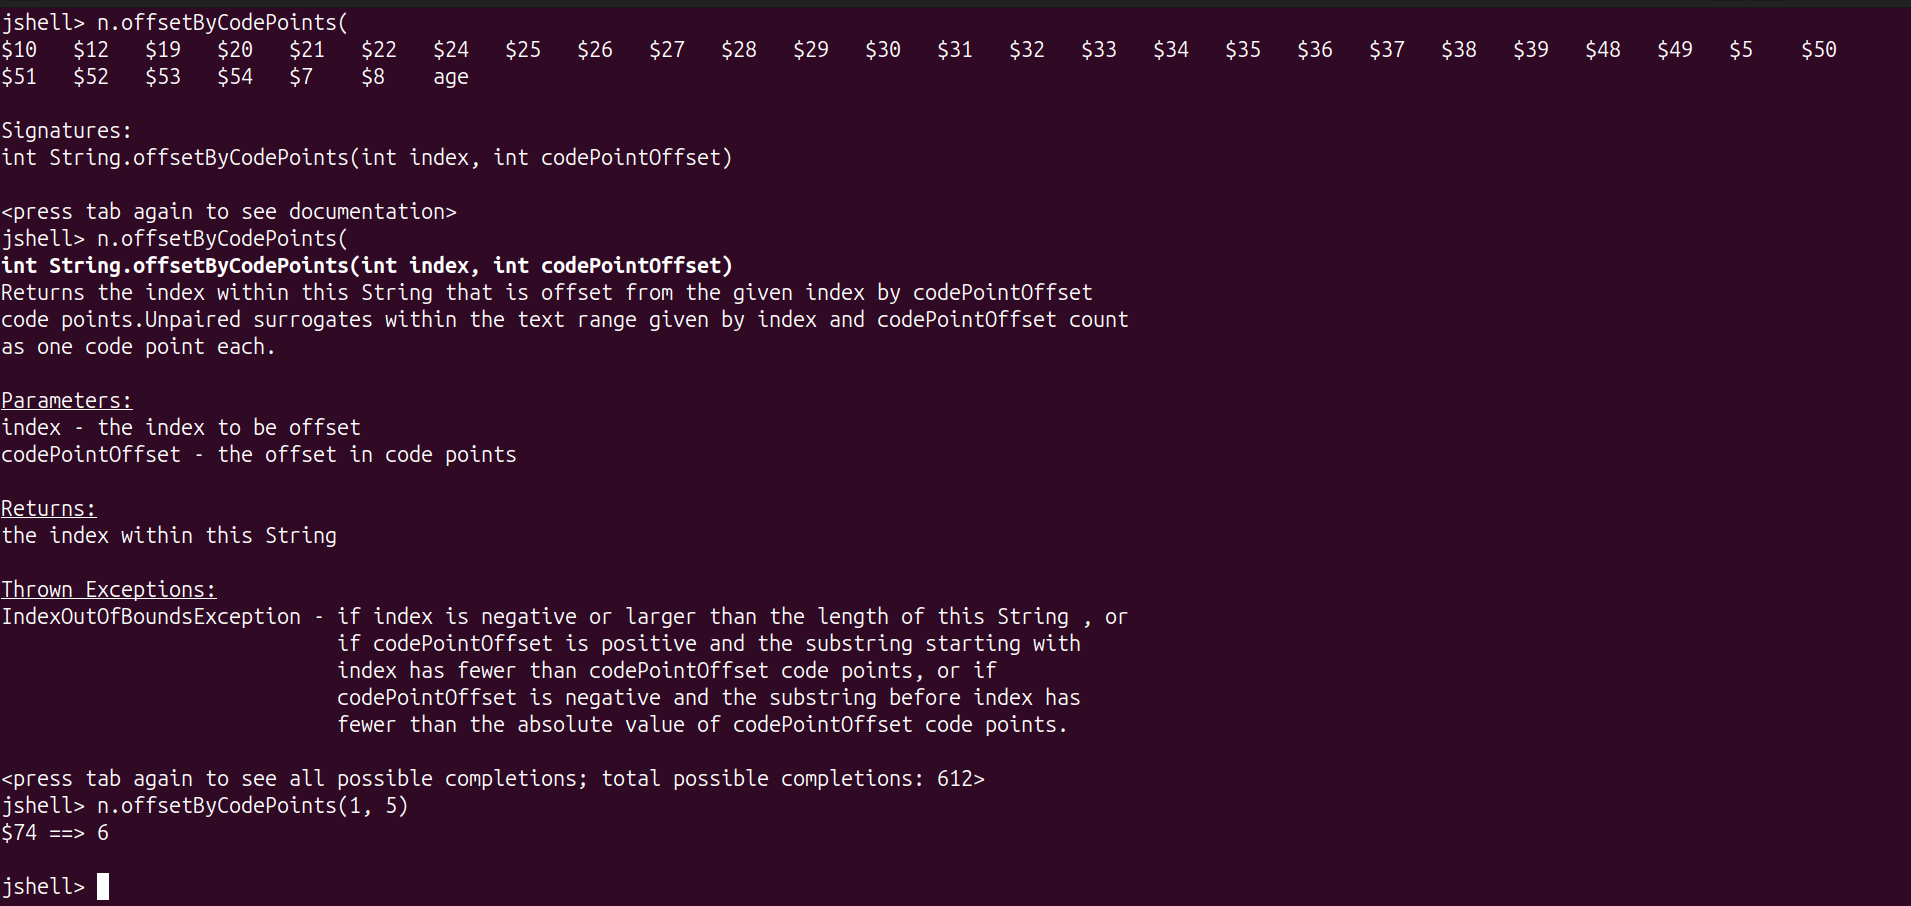 jshell> n.offsetByCodePoints(
$10   $12   $19   $20   $21   $22   $24   $25   $26   $27   $28   $29   $30   $31   $32   $33   $34   $35   $36   $37   $38   $39   $48   $49   $5    $50
$51   $52   $53   $54   $7    $8    age

Signatures:
int String.offsetByCodePoints(int index, int codePointOffset)

<press tab again to see documentation>
jshell> n.offsetByCodePoints(
int String.offsetByCodePoints(int index, int codePointOffset)
Returns the index within this String that is offset from the given index by codePointOffset
code points.Unpaired surrogates within the text range given by index and codePointOffset count
as one code point each.

Parameters:
index - the index to be offset
codePointOffset - the offset in code points

Returns:
the index within this String

Thrown Exceptions:
IndexOutOfBoundsException - if index is negative or larger than the length of this String , or
                            if codePointOffset is positive and the substring starting with
                            index has fewer than codePointOffset code points, or if
                            codePointOffset is negative and the substring before index has
                            fewer than the absolute value of codePointOffset code points.

<press tab again to see all possible completions; total possible completions: 612>
jshell> n.offsetByCodePoints(1, 5)
$74 ==> 6

jshell>